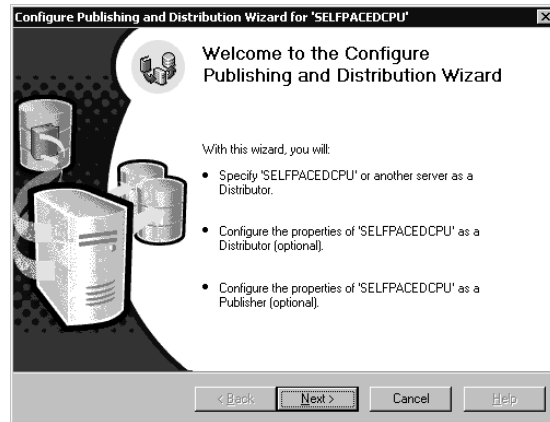 Configure Publishing and Distribution Wizard for 'SELFPACEDCPU'
Welcome to the Configure
Publishing and Distribution Wizard
With this wizard, you will:
• Specify 'SELFPACEDCPU' or another server as a
Distributor.
• Configure the properties of 'SELFPACEDCPU' as a
Distributor (optional).
• Configure the properties of 'SELFPACEDCPU' as a
Publisher (optional).
< Back
Next >
Cancel
Help